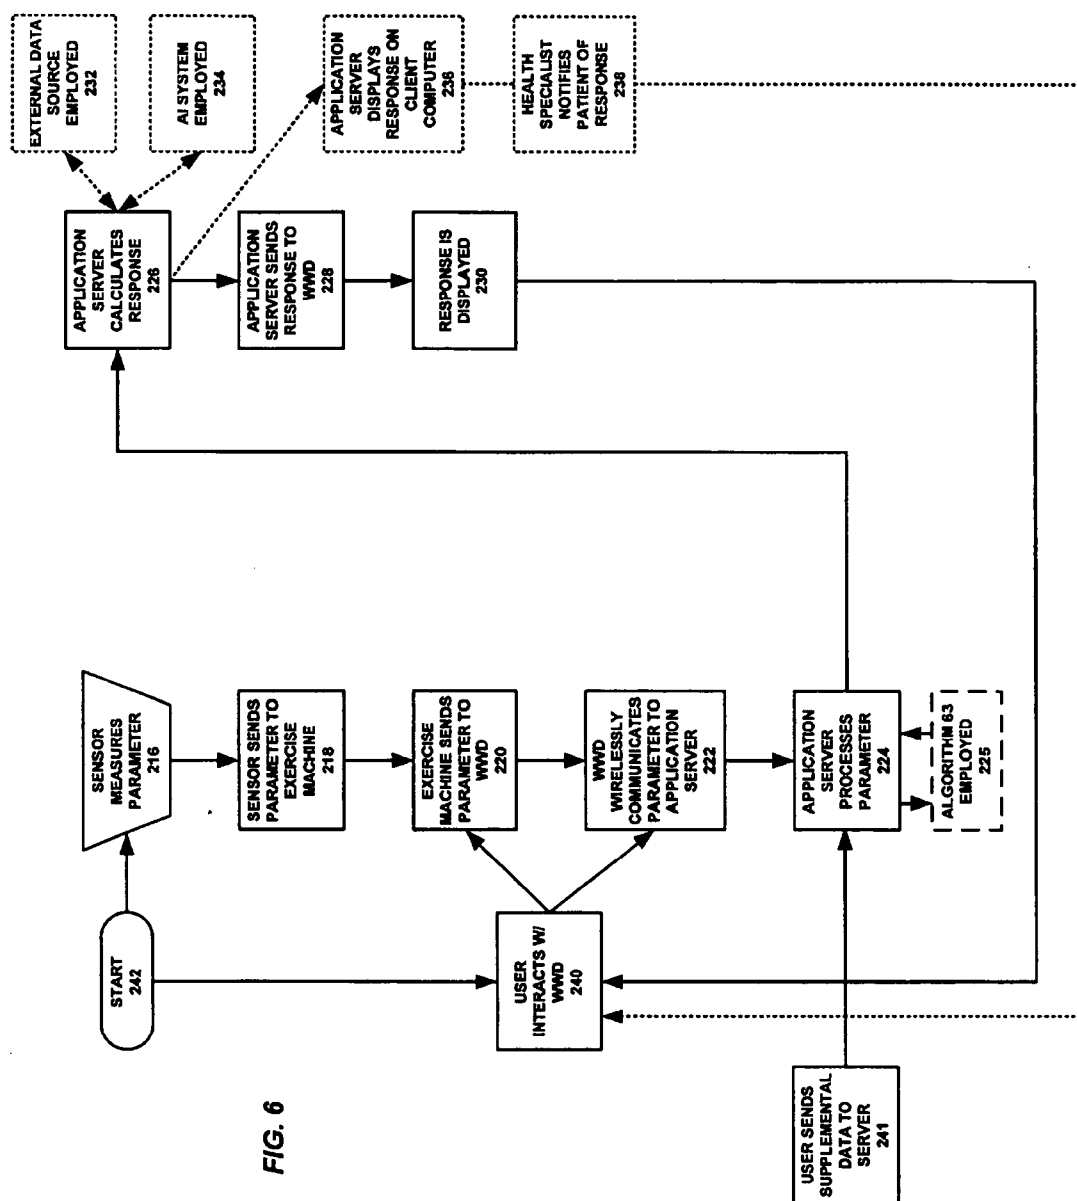 FIG. 6
START
242
SENSOR
MEASURES
PARAMETER
216
SENSOR SENDS
PARAMETER TO
EXERCISE
MACHINE
218
EXERCISE
MACHINE SENDS
PARAMETER TO
WWD
220
WWD
WIRELESSLY
COMMUNICATES
PARAMETER TO
APPLICATION
SERVER
222
APPLICATION
SERVER
PROCESSES
PARAMETER
224
ALGORITHM 63
EMPLOYED
225
USER
INTERACTS W/
WWD
240
USER SENDS
SUPPLEMENTAL
DATA TO
SERVER
241
APPLICATION
SERVER
CALCULATES
RESPONSE
226
APPLICATION
SERVER SENDS
RESPONSE TO
WWD
228
RESPONSE IS
DISPLAYED
230
EXTERNAL DATA
SOURCE
EMPLOYED
232
AI SYSTEM
EMPLOYED
234
APPLICATION
SERVER
DISPLAYS
RESPONSE ON
CLIENT
COMPUTER
236
HEALTH
SPECIALIST
NOTIFIES
PATIENT OF
RESPONSE
238